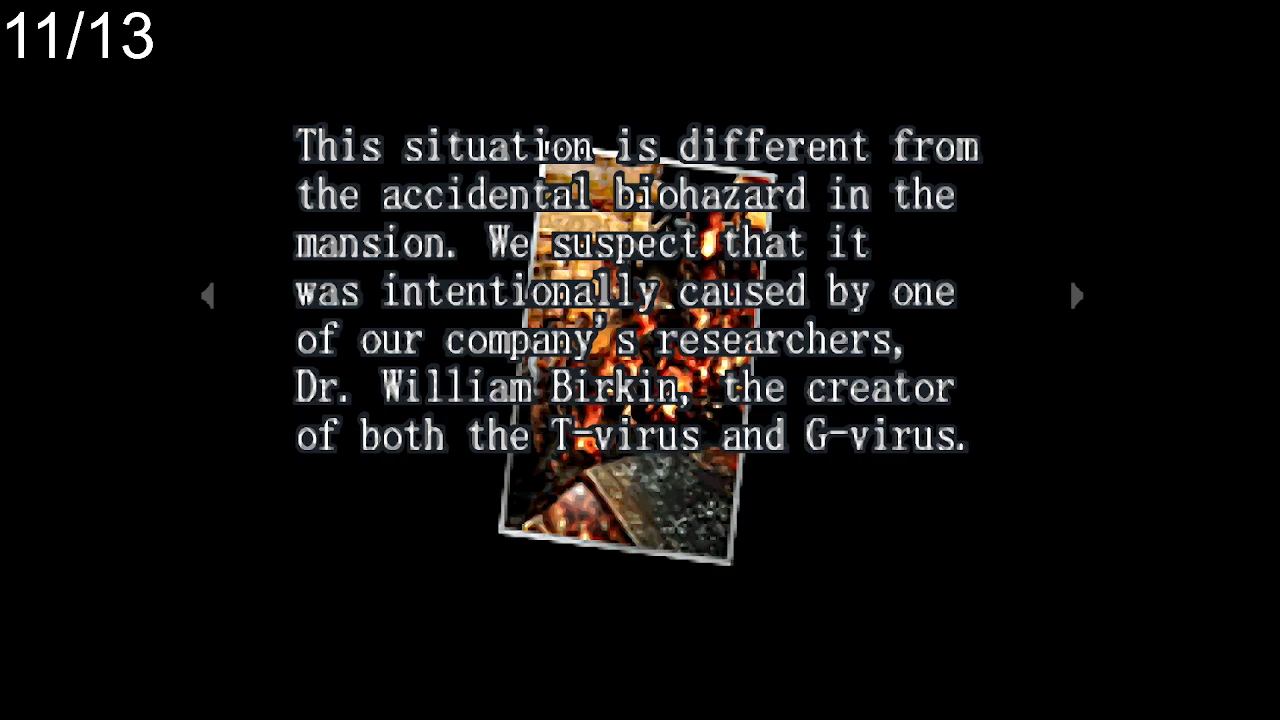 11/13
This situation is different from
the accidental biohazard in the
mansion. We suspect that it
was intentionally caused by one
of our company's researchers,
Dr. William Birkin, the creator
of both the T-virus and G-virus.